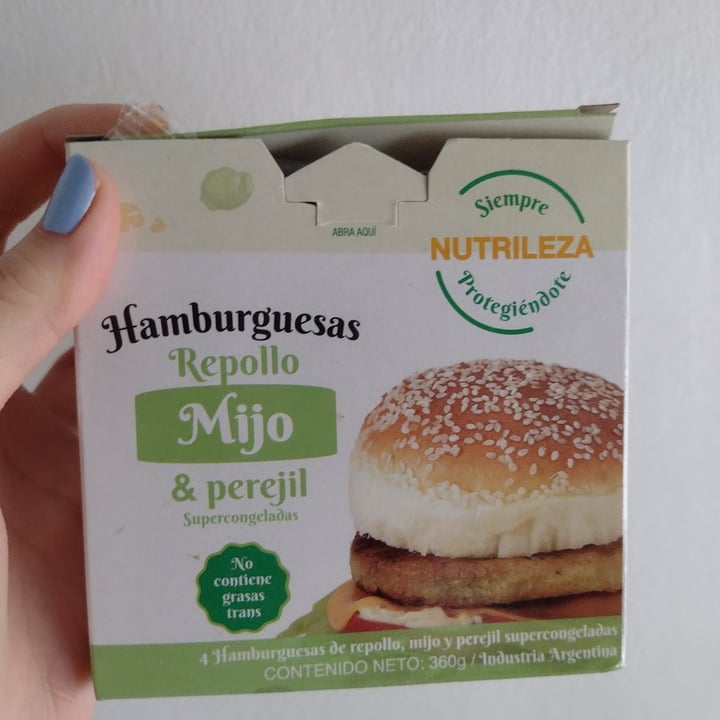 ABRA AQUÍ
Siempre
NUTRILEZA
Protegiéndote
Hamburguesas
Repollo
Mijo
& perejil
Supercongeladas
No
contiene
grasas
trans
4 Hamburguesas de repollo, mijo y perejil supercongeladas
CONTENIDO NETO: 360g / Industria Argentina